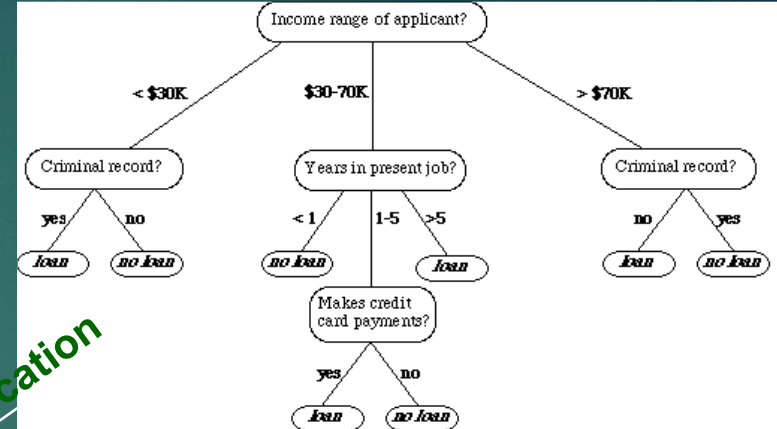 Income range of applicant?
< $30K
$30-70K
> $70K
Criminal record?
Years in present job?
Criminal record?
yes
no
< 1
1-5
>5
no
yes
loan
no loan
no loan
loan
loan
no loan
Makes credit
card payments?
yes
no
loan
no loan
cation